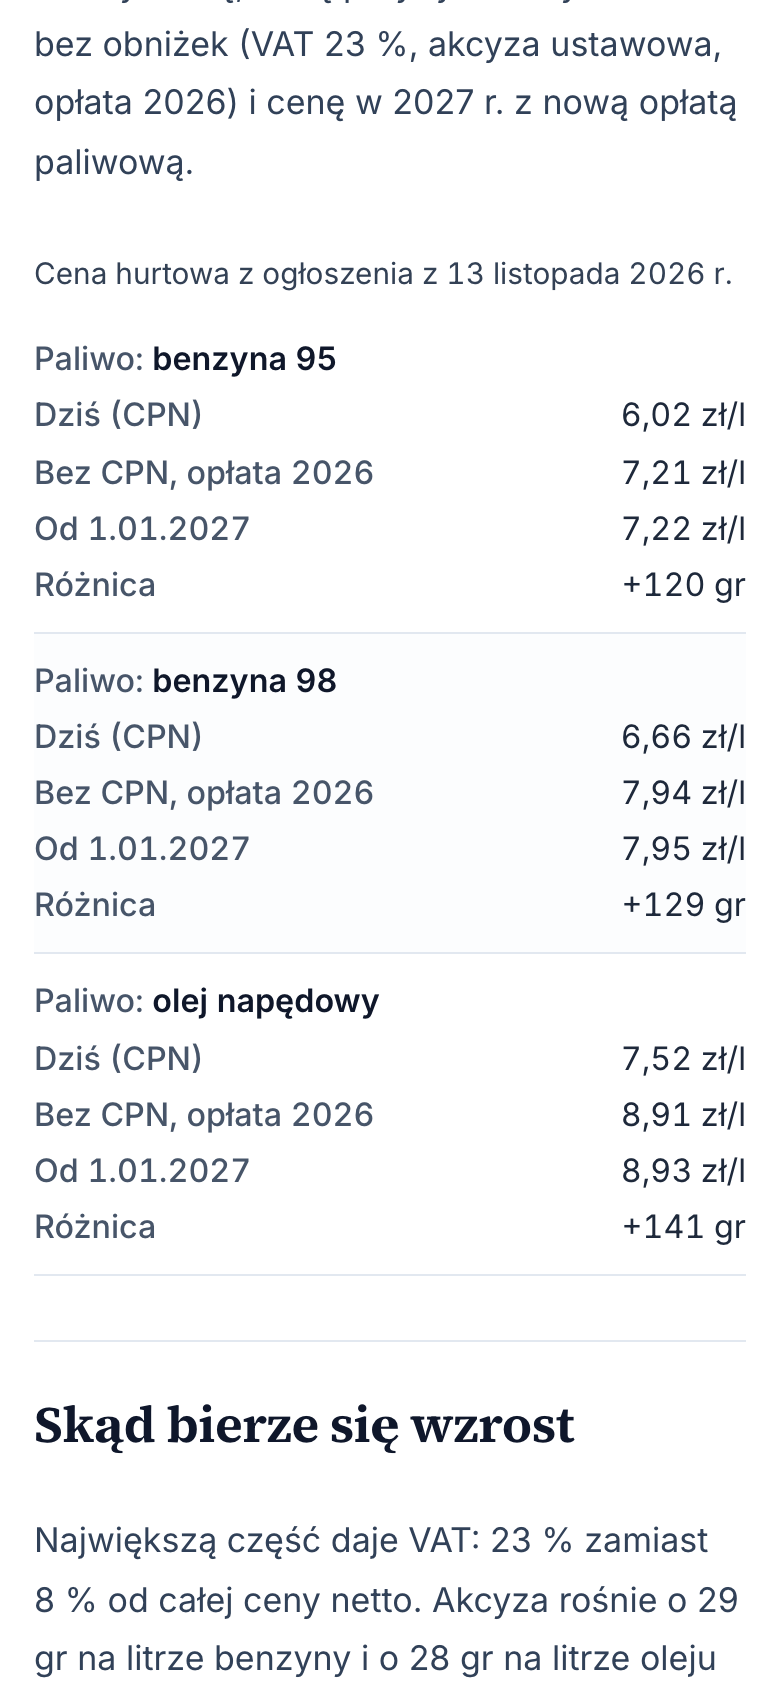 bez obniżek (VAT 23 %, akcyza ustawowa,
opłata 2026) i cenę w 2027 r. z nową opłatą
paliwową.
Cena hurtowa z ogłoszenia z 13 listopada 2026 r.
Paliwo: benzyna 95
Dziś (CPN) 6,02 zł/l
Bez CPN, opłata 2026 7,21 zł/l
Od 1.01.2027 7,22 zł/l
Różnica +120 gr
Paliwo: benzyna 98
Dziś (CPN) 6,66 zł/l
Bez CPN, opłata 2026 7,94 zł/l
Od 1.01.2027 7,95 zł/l
Różnica +129 gr
Paliwo: olej napędowy
Dziś (CPN) 7,52 zł/l
Bez CPN, opłata 2026 8,91 zł/l
Od 1.01.2027 8,93 zł/l
Różnica +141 gr
Skąd bierze się wzrost
Największą część daje VAT: 23 % zamiast
8 % od całej ceny netto. Akcyza rośnie o 29
gr na litrze benzyny i o 28 gr na litrze oleju